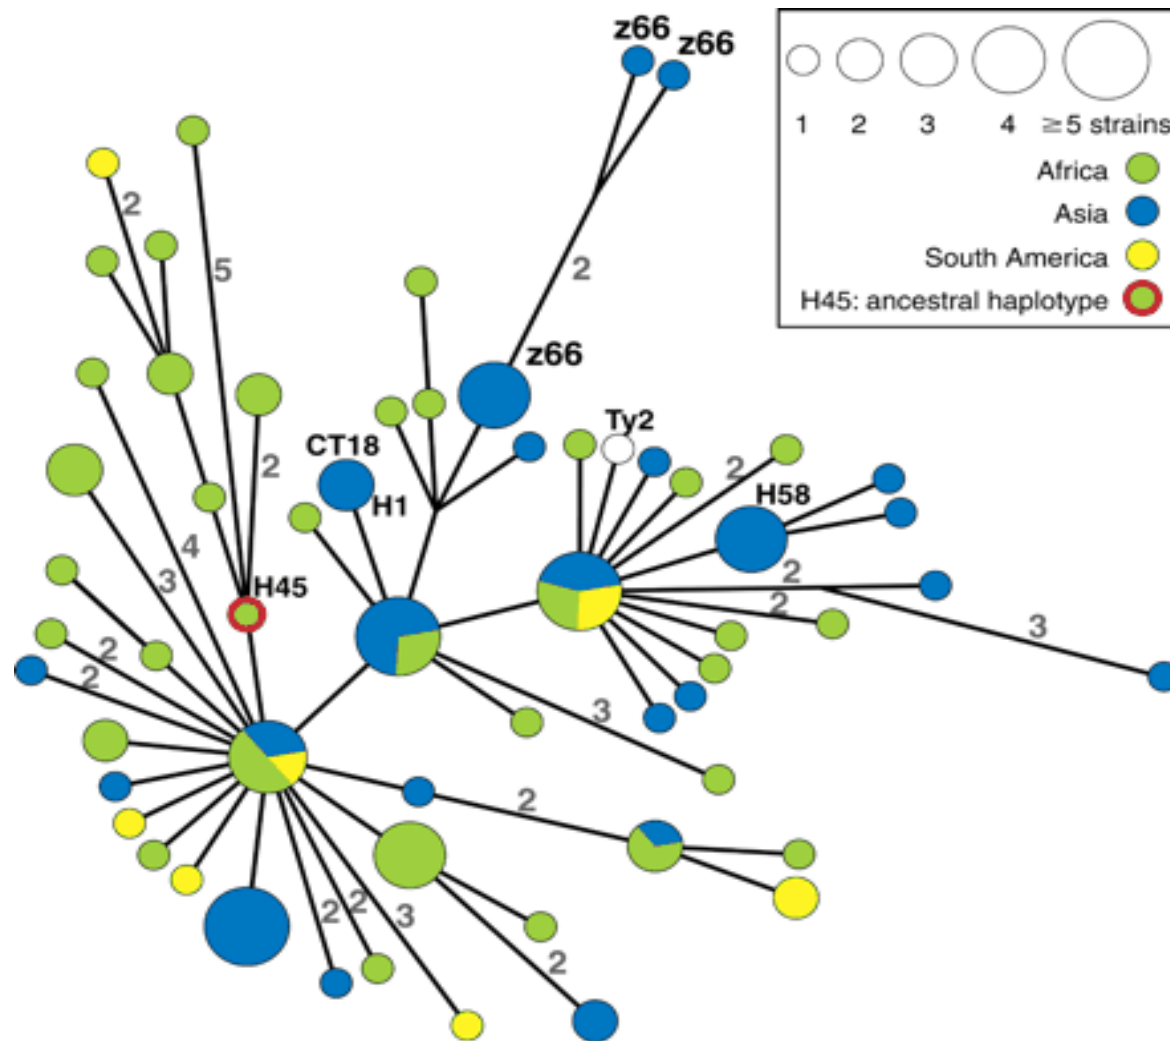 z66
z66
1 2 3 4 ≥5 strains
Africa
Asia
South America
H45: ancestral haplotype
2
5
2
z66
CT18
H1
2
Ty2
2
H58
4
3
H45
2
2
3
2
2
3
2
2
2
3
2